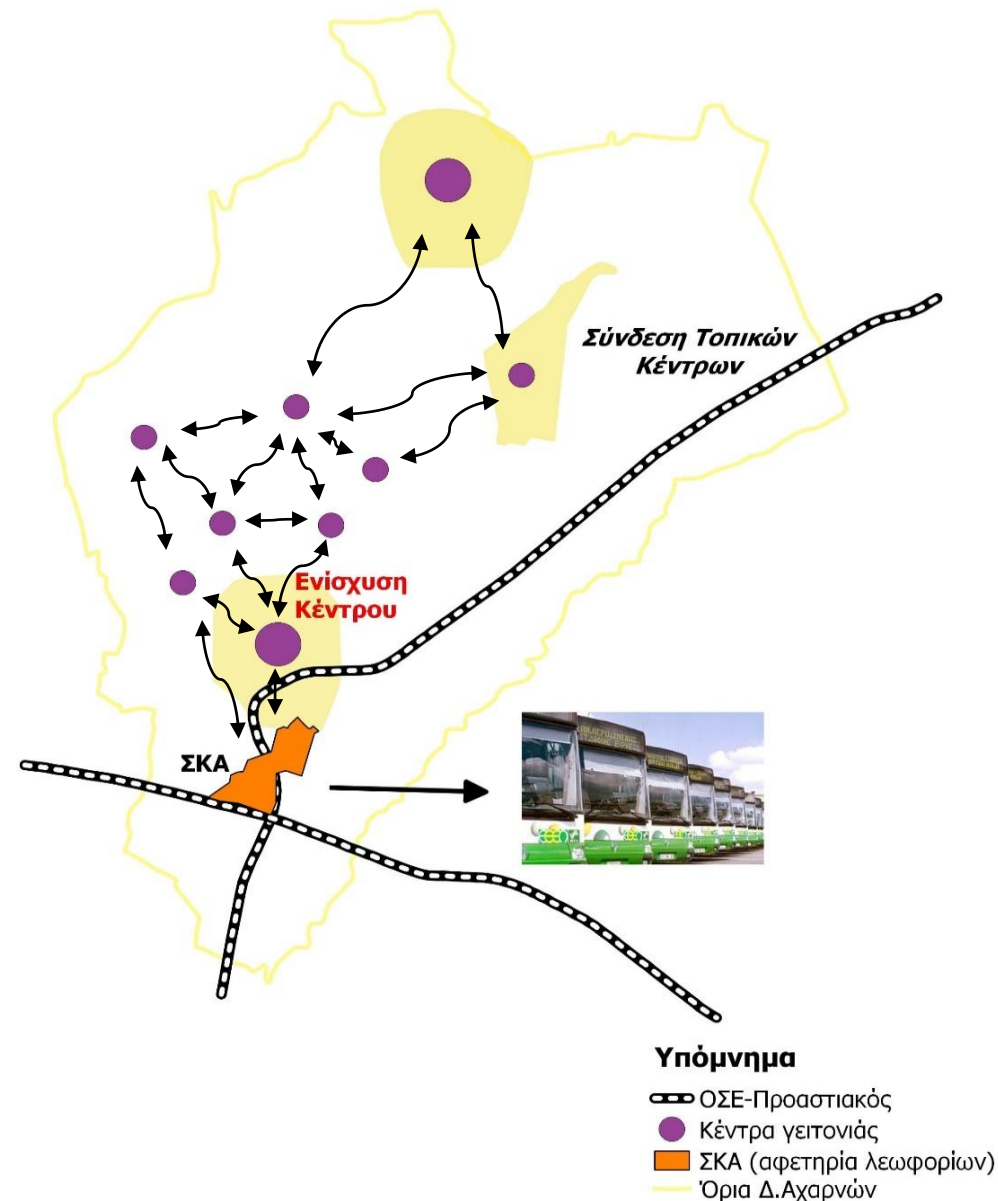 Σύνδεση Τοπικών
Κέντρων
Ενίσχυση
Κέντρου
ΣΚΑ
Υπόμνημα
ΟΣΕ-Προαστιακός
Κέντρα γειτονιάς
ΣΚΑ (αφετηρία λεωφορίων)
Όρια Δ.Αχαρνών